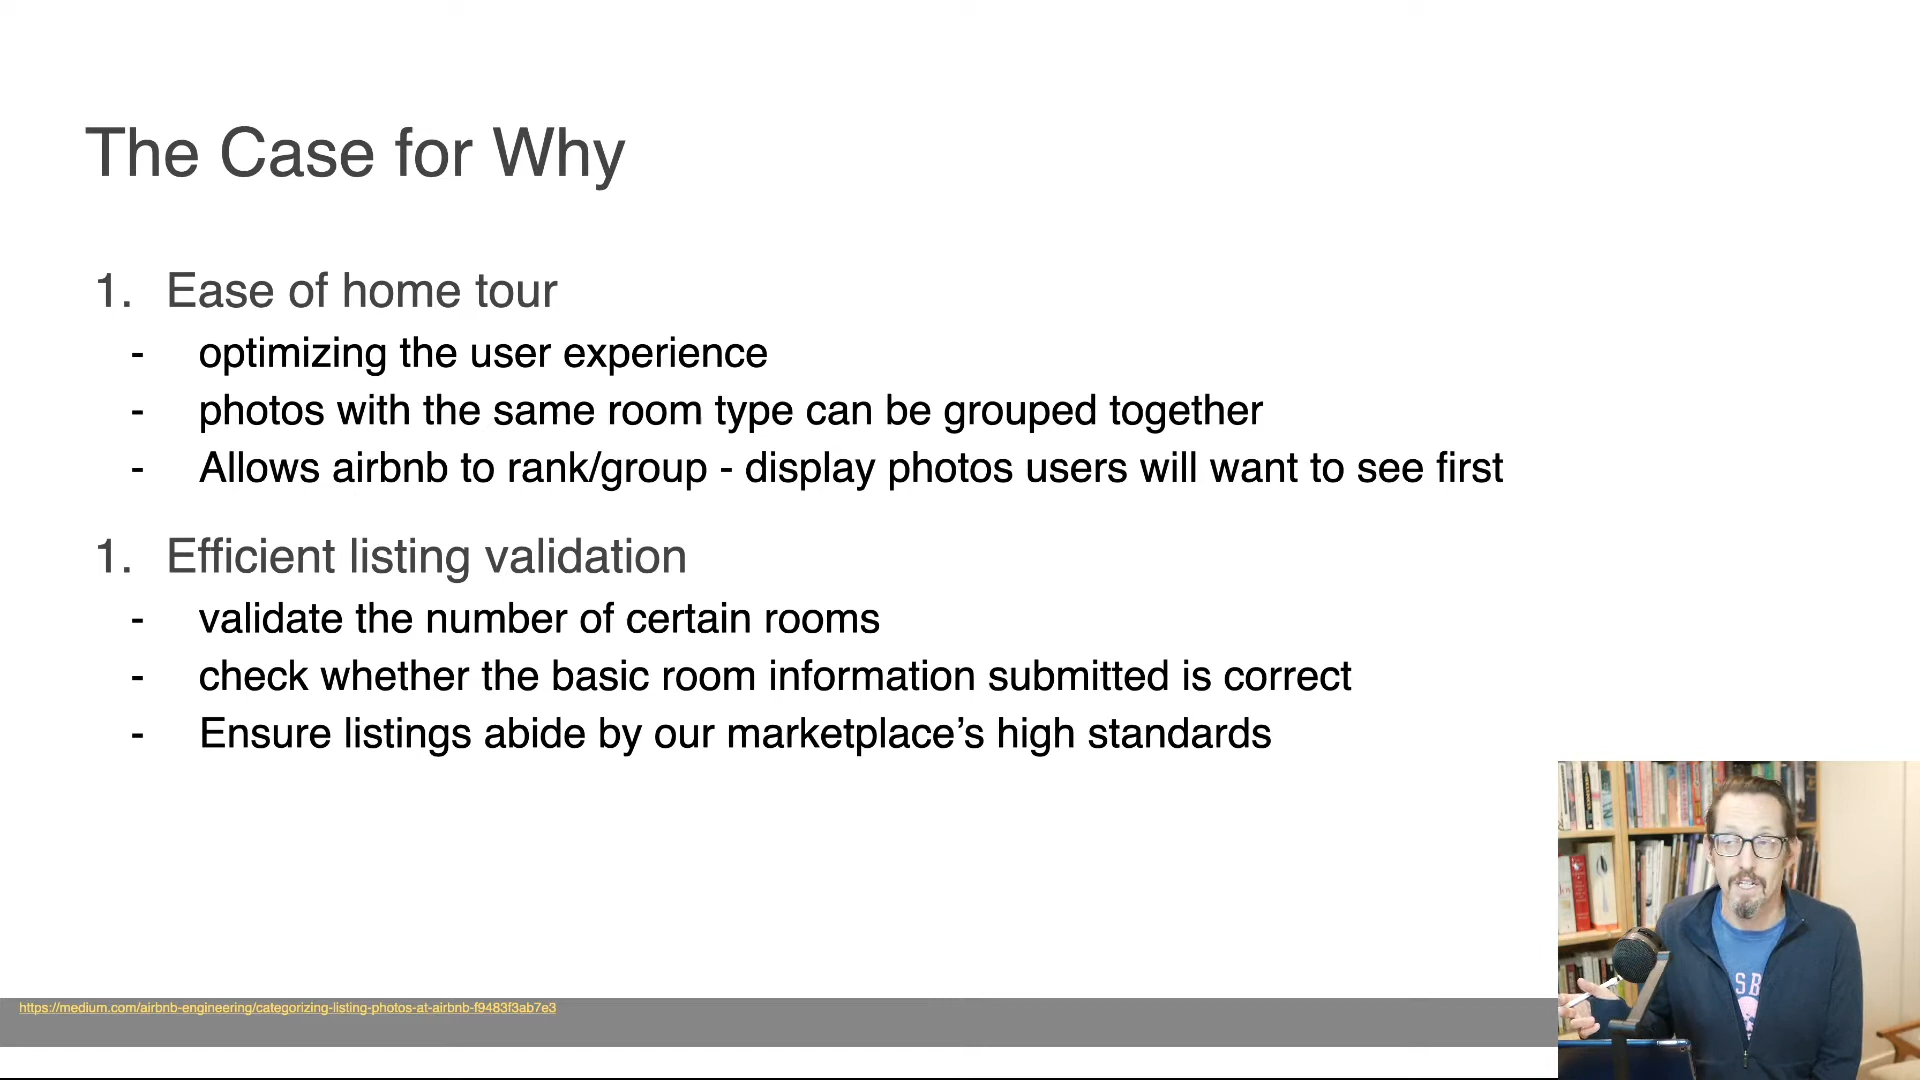 The Case for Why
1. Ease of home tour
- optimizing the user experience
- photos with the same room type can be grouped together
- Allows airbnb to rank/group - display photos users will want to see first
1. Efficient listing validation
- validate the number of certain rooms
- check whether the basic room information submitted is correct
- Ensure listings abide by our marketplace’s high standards
https://medium.com/airbnb-engineering/categorizing-listing-photos-at-airbnb-f9483f3ab7e3